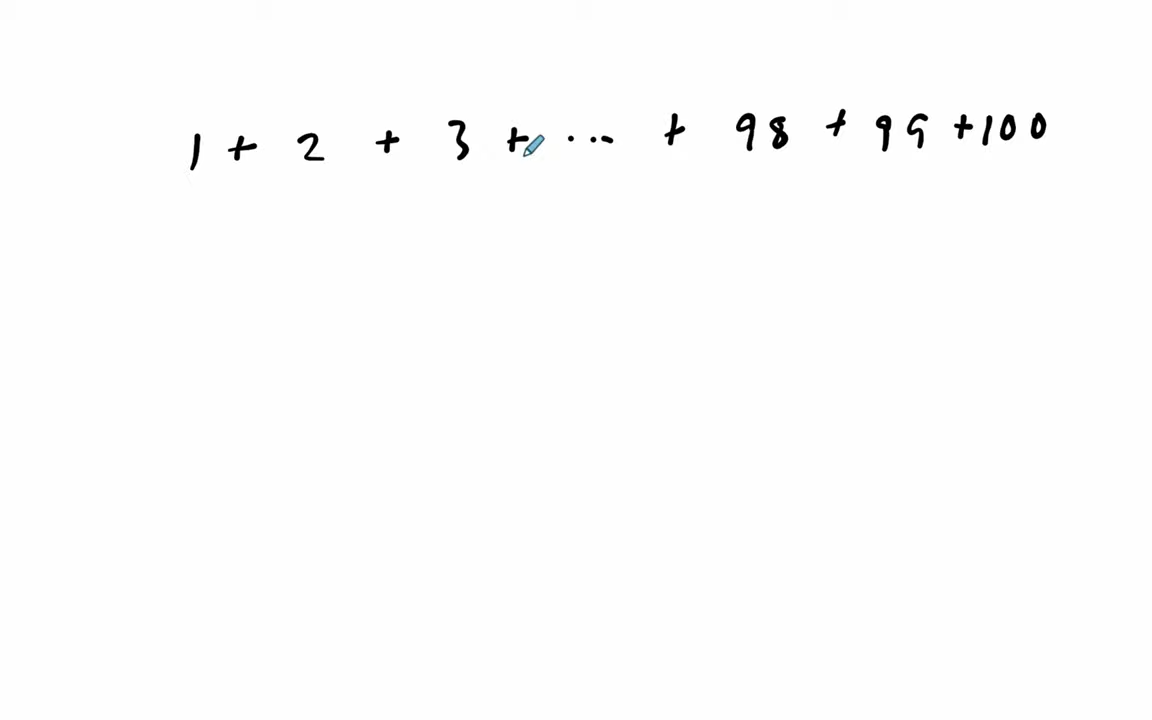 1 + 2 + 3 + ... + 98 + 99 + 100